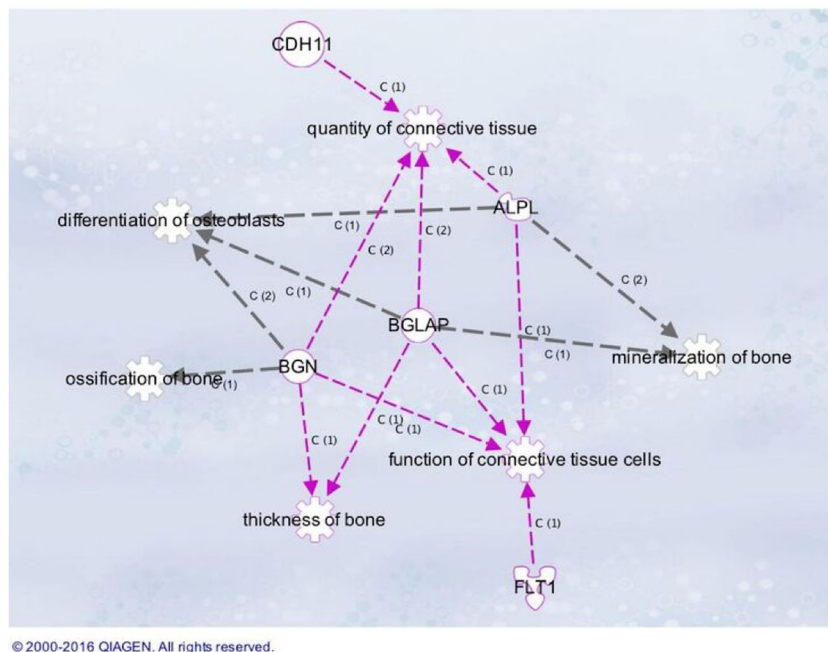 CDH11
C (1)
quantity of connective tissue
C (1)
ALPL
differentiation of osteoblasts
C (1)
C (2)
C (2)
C (2)
C (1)
C (2)
BGLAP
C (1)
C (1)
mineralization of bone
BGN
ossification of bone
C (1)
C (1)
C (1)
C (1)
C (1)
function of connective tissue cells
thickness of bone
C (1)
FLT1
© 2000-2016 QIAGEN. All rights reserved.